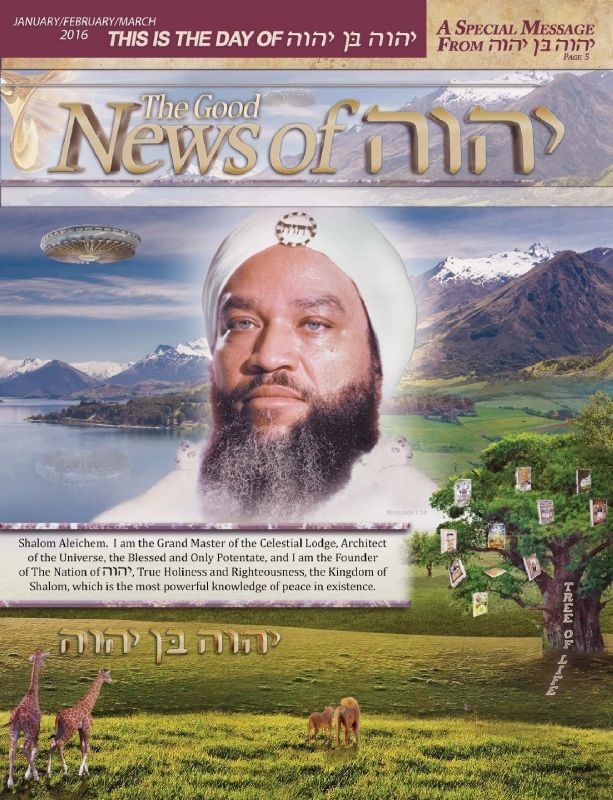 JANUARY/FEBRUARY/MARCH
2016
THIS IS THE DAY OF יהוה בן יהוה
A SPECIAL MESSAGE
FROM יהוה בן יהוה
PAGE 5
The Good
News of יהוה
יהוה
REVELATION 1:14
Shalom Aleichem. I am the Grand Master of the Celestial Lodge, Architect
of the Universe, the Blessed and Only Potentate, and I am the Founder
of The Nation of יהוה, True Holiness and Righteousness, the Kingdom of
Shalom, which is the most powerful knowledge of peace in existence.
TREE OF LIFE
יהוה בן יהוה